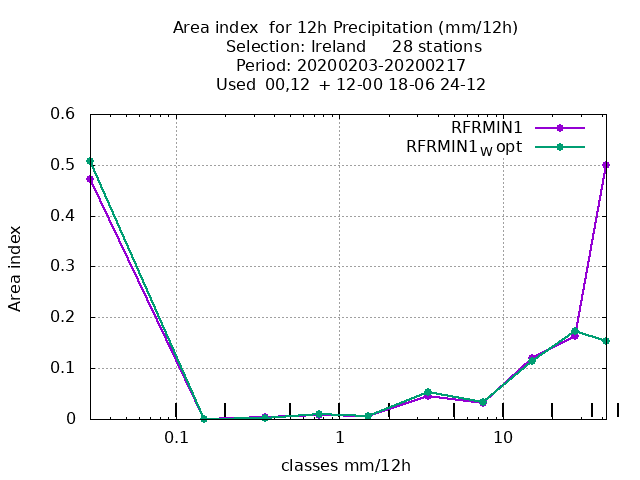 Area index  for 12h Precipitation (mm/12h)
Selection: Ireland     28 stations
Period: 20200203-20200217
Used  00,12  + 12-00 18-06 24-12
RFRMIN1
RFRMIN1W opt
0.6
0.5
0.4
0.3
0.2
0.1
0
Area index
0.1 1 10
classes mm/12h